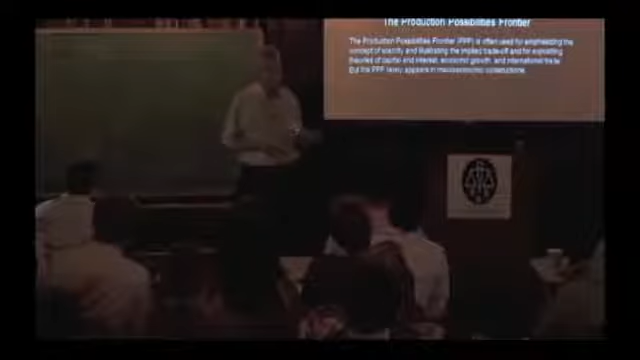 The Production Possibilities Frontier
The Production Possibilities Frontier (PPF) is often used for emphasizing the
concept of scarcity and illustrating the implied trade-off and for expositing
theories of capital and interest, economic growth, and international trade.
But the PPF rarely appears in macroeconomic constructions.